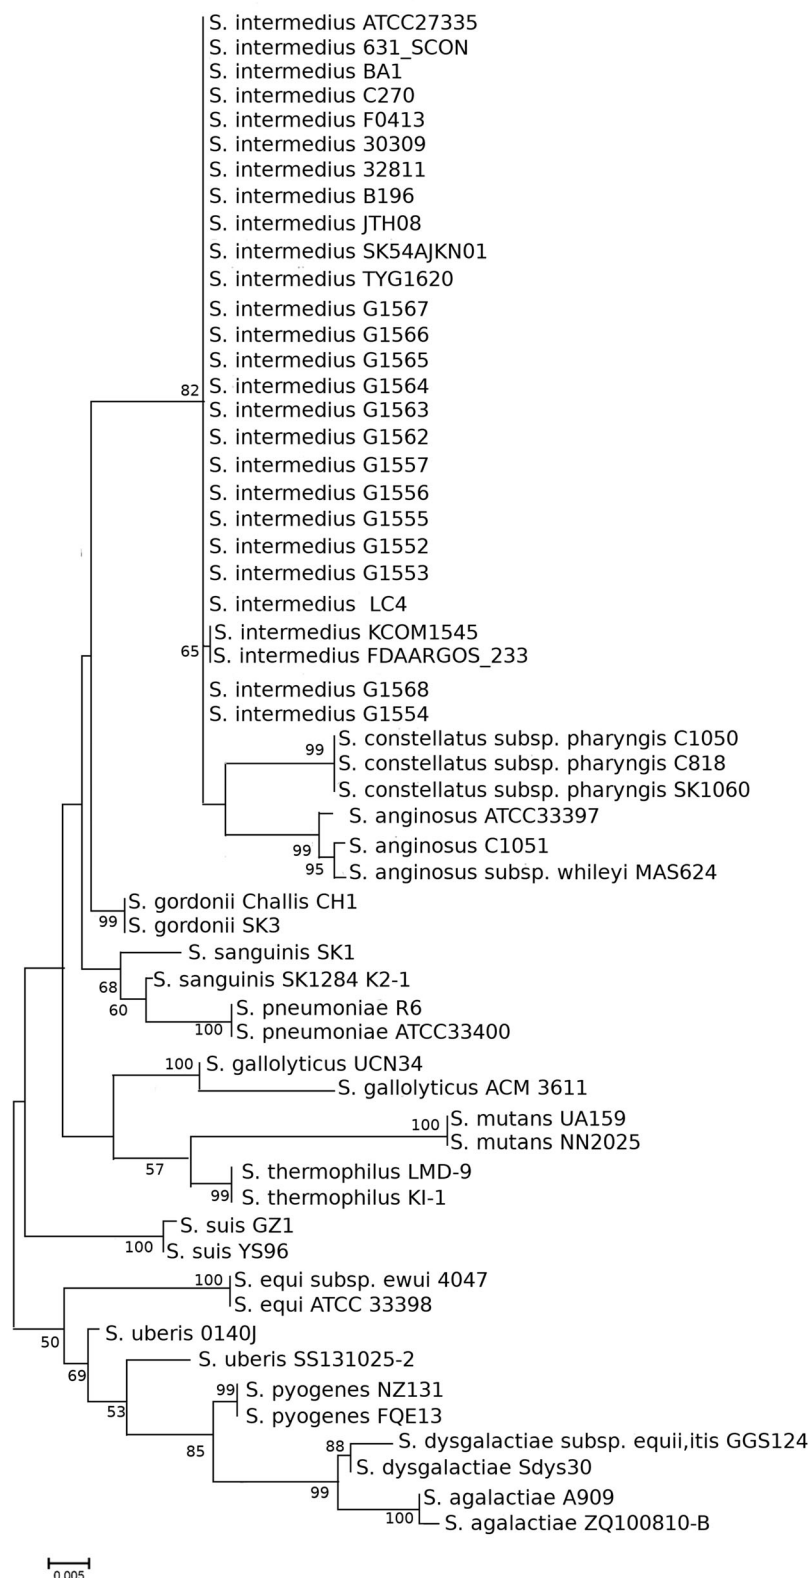 S. intermedius ATCC27335
S. intermedius 631_SCON
S. intermedius BA1
S. intermedius C270
S. intermedius F0413
S. intermedius 30309
S. intermedius 32811
S. intermedius B196
S. intermedius JTH08
S. intermedius SK54AJKN01
S. intermedius TYG1620
S. intermedius G1567
S. intermedius G1566
S. intermedius G1565
82 S. intermedius G1564
S. intermedius G1563
S. intermedius G1562
S. intermedius G1557
S. intermedius G1556
S. intermedius G1555
S. intermedius G1552
S. intermedius G1553
S. intermedius LC4
S. intermedius KCOM1545
65 S. intermedius FDAARGOS_233
S. intermedius G1568
S. intermedius G1554
S. constellatus subsp. pharyngis C1050
99 S. constellatus subsp. pharyngis C818
S. constellatus subsp. pharyngis SK1060
S. anginosus ATCC33397
99 S. anginosus C1051
95 S. anginosus subsp. whileyi MAS624
S. gordonii Challis CH1
99 S. gordonii SK3
S. sanguinis SK1
68 S. sanguinis SK1284 K2-1
60 S. pneumoniae R6
100 S. pneumoniae ATCC33400
100 S. gallolyticus UCN34
S. gallolyticus ACM 3611
100 S. mutans UA159
S. mutans NN2025
57 S. thermophilus LMD-9
99 S. thermophilus KI-1
S. suis GZ1
100 S. suis YS96
100 S. equi subsp. ewui 4047
S. equi ATCC 33398
50 S. uberis 0140J
69 S. uberis SS131025-2
99 S. pyogenes NZ131
53 S. pyogenes FQE13
85 88 S. dysgalactiae subsp. equii,itis GGS124
S. dysgalactiae Sdys30
99 S. agalactiae A909
100 S. agalactiae ZQ100810-B
0.005